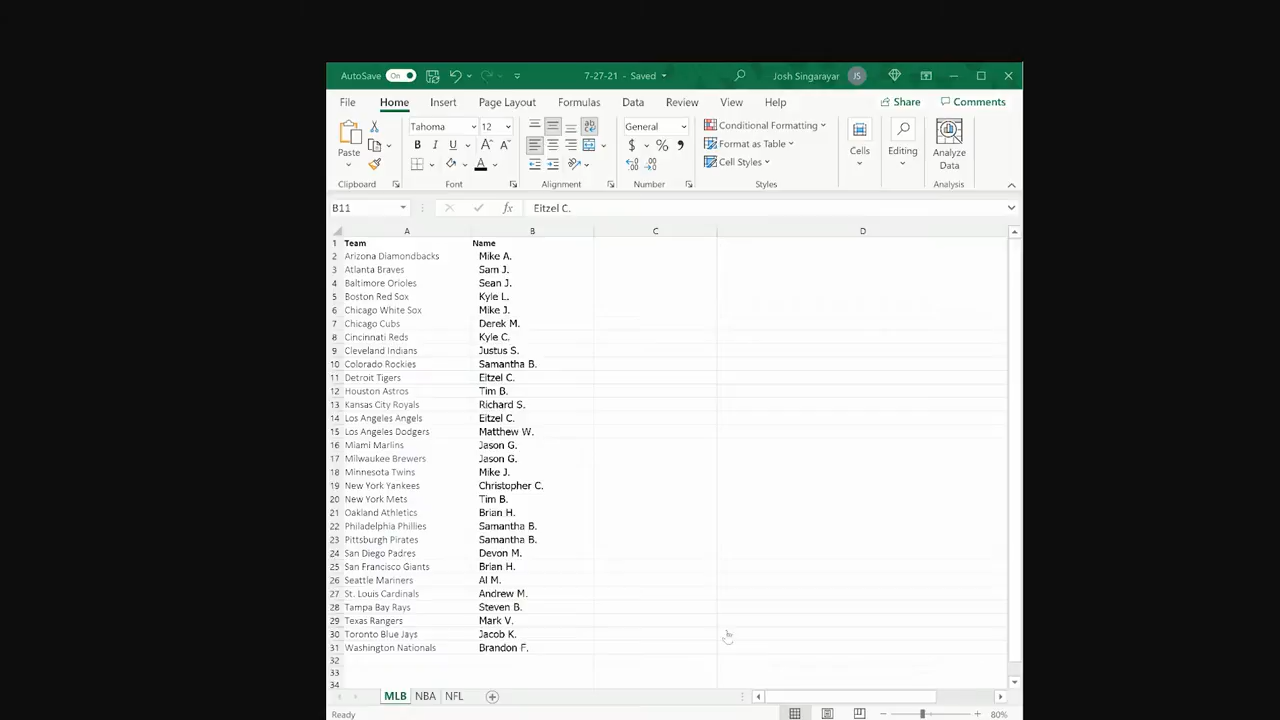 AutoSave On 7-27-21 - Saved Josh Singarayar JS
File Home Insert Page Layout Formulas Data Review View Help Share Comments
Tahoma 12 General Conditional Formatting
Paste B I U $ % Format as Table Cells Editing Analyze Data
Cell Styles
Clipboard Font Alignment Number Styles Analysis
B11 fx Eitzel C.
A B C D
1 Team Name
2 Arizona Diamondbacks Mike A.
3 Atlanta Braves Sam J.
4 Baltimore Orioles Sean J.
5 Boston Red Sox Kyle L.
6 Chicago White Sox Mike J.
7 Chicago Cubs Derek M.
8 Cincinnati Reds Kyle C.
9 Cleveland Indians Justus S.
10 Colorado Rockies Samantha B.
11 Detroit Tigers Eitzel C.
12 Houston Astros Tim B.
13 Kansas City Royals Richard S.
14 Los Angeles Angels Eitzel C.
15 Los Angeles Dodgers Matthew W.
16 Miami Marlins Jason G.
17 Milwaukee Brewers Jason G.
18 Minnesota Twins Mike J.
19 New York Yankees Christopher C.
20 New York Mets Tim B.
21 Oakland Athletics Brian H.
22 Philadelphia Phillies Samantha B.
23 Pittsburgh Pirates Samantha B.
24 San Diego Padres Devon M.
25 San Francisco Giants Brian H.
26 Seattle Mariners Al M.
27 St. Louis Cardinals Andrew M.
28 Tampa Bay Rays Steven B.
29 Texas Rangers Mark V.
30 Toronto Blue Jays Jacob K.
31 Washington Nationals Brandon F.
32
33
34
MLB NBA NFL
Ready 80%